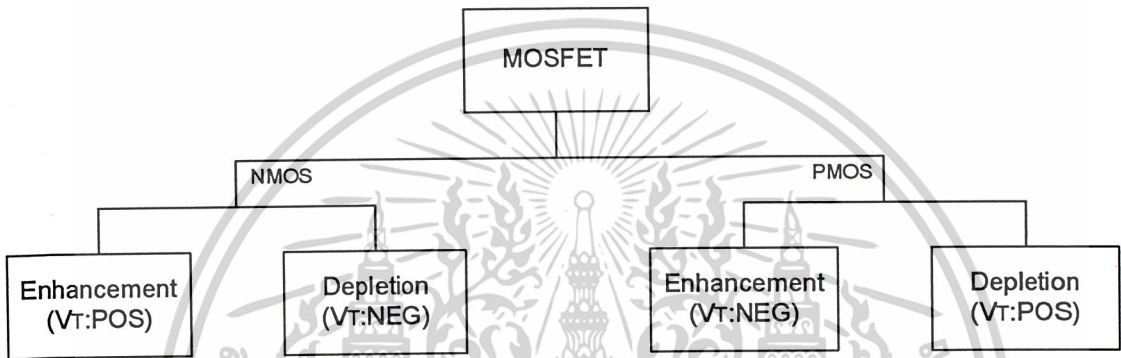 MOSFET
NMOS
PMOS
Enhancement
(VT:POS)
Depletion
(VT:NEG)
Enhancement
(VT:NEG)
Depletion
(VT:POS)